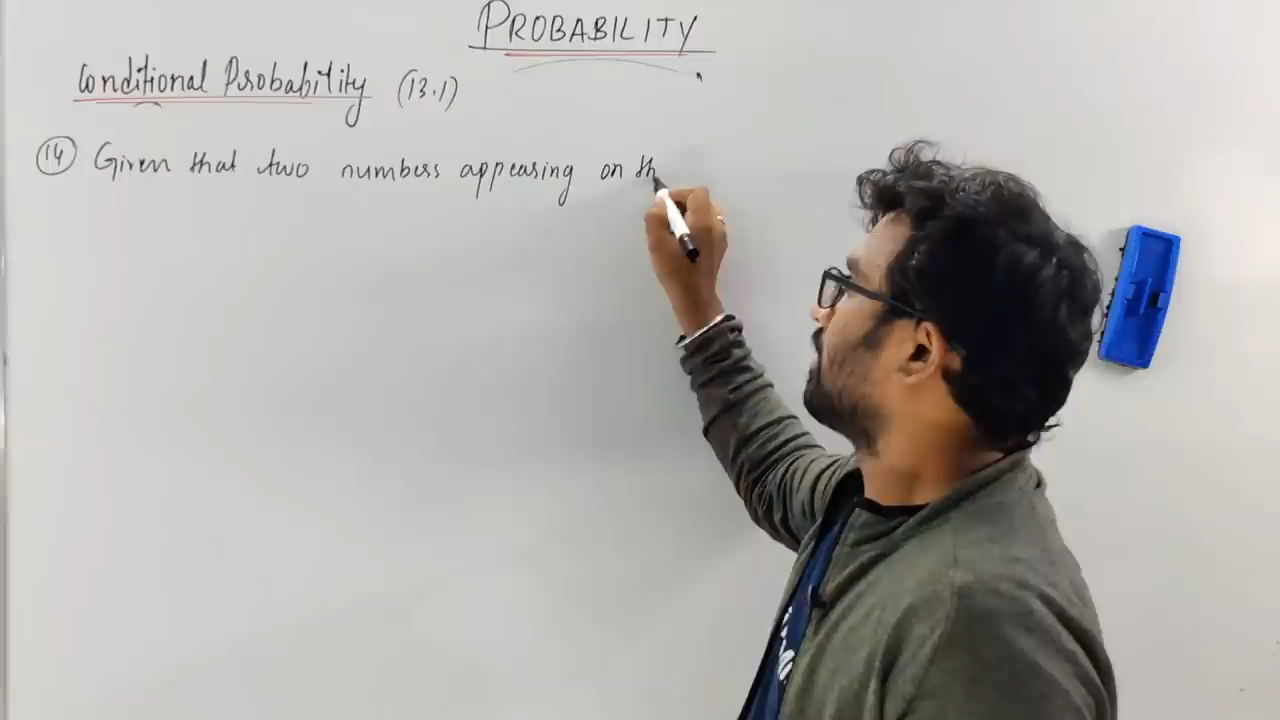 PROBABILITY
Conditional Probability (13.1)
14 Given that two numbers appearing on th